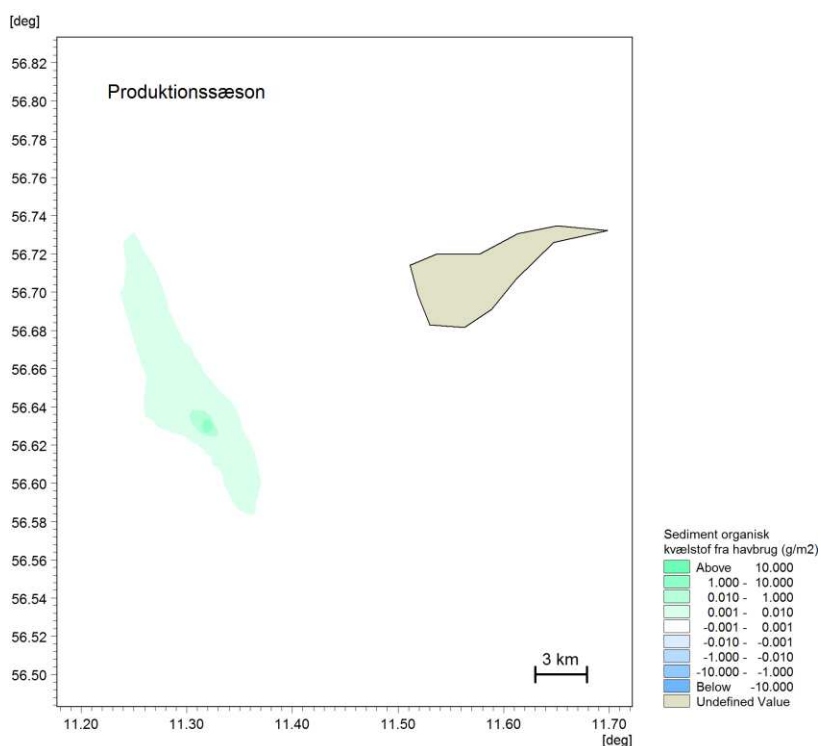 [deg]
56.82
56.80
Produktionssæson
56.78
56.76
56.74
56.72
56.70
56.68
56.66
56.64
56.62
56.60
56.58
56.56
56.54
56.52
56.50
3 km
11.20 11.30 11.40 11.50 11.60 11.70
[deg]
Sediment organisk
kvælstof fra havbrug (g/m2)
Above 10.000
1.000 - 10.000
0.010 - 1.000
0.001 - 0.010
-0.001 - 0.001
-0.010 - -0.001
-1.000 - -0.010
-10.000 - -1.000
Below -10.000
Undefined Value